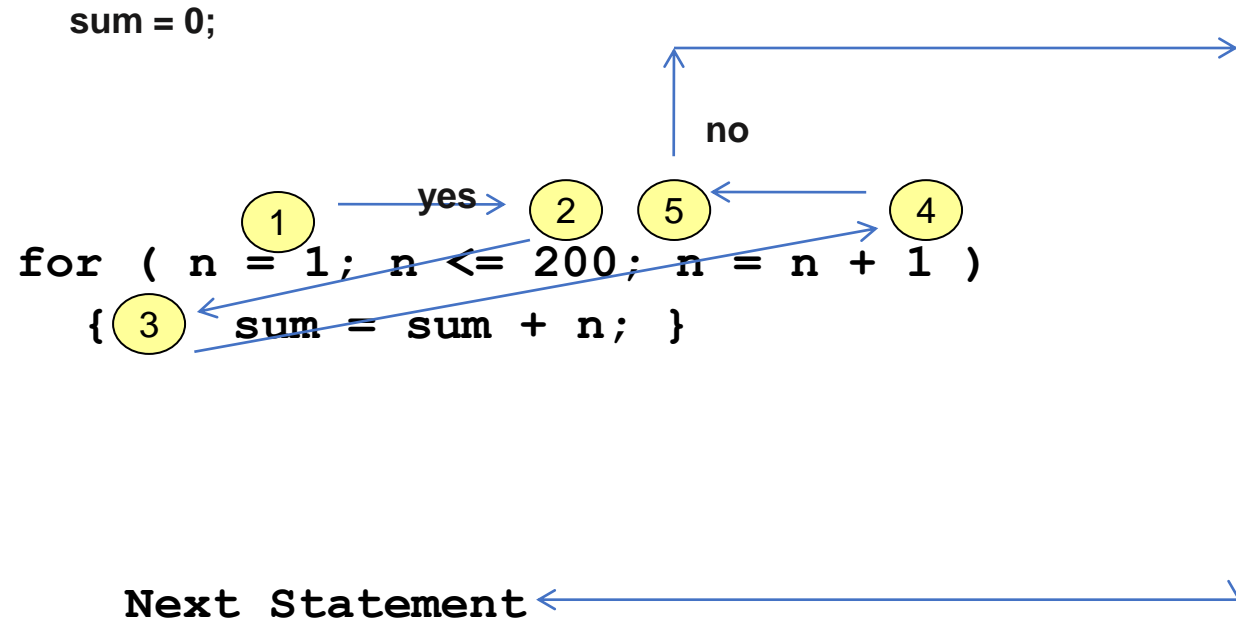 sum = 0;
no
yes
1 2 5 4
for ( n = 1; n <= 200; n = n + 1 )
{ 3 sum = sum + n; }
Next Statement